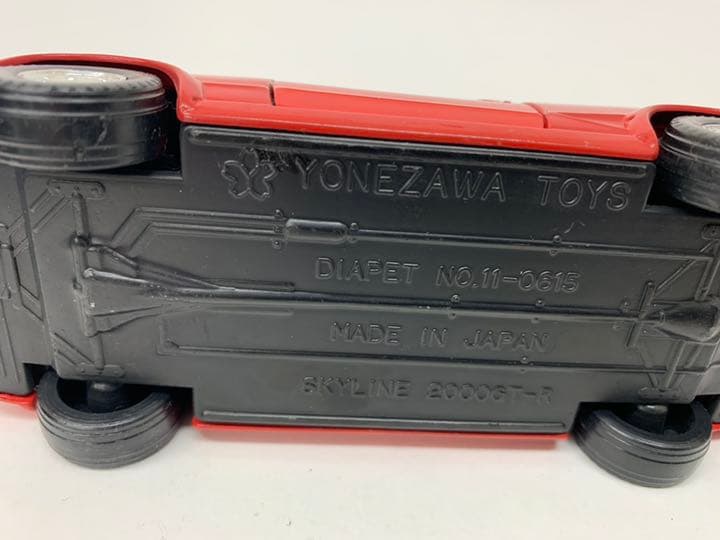 YONEZAWA TOYS
DIAPET NO.11-0615
MADE IN JAPAN
SKYLINE 2000GT-R